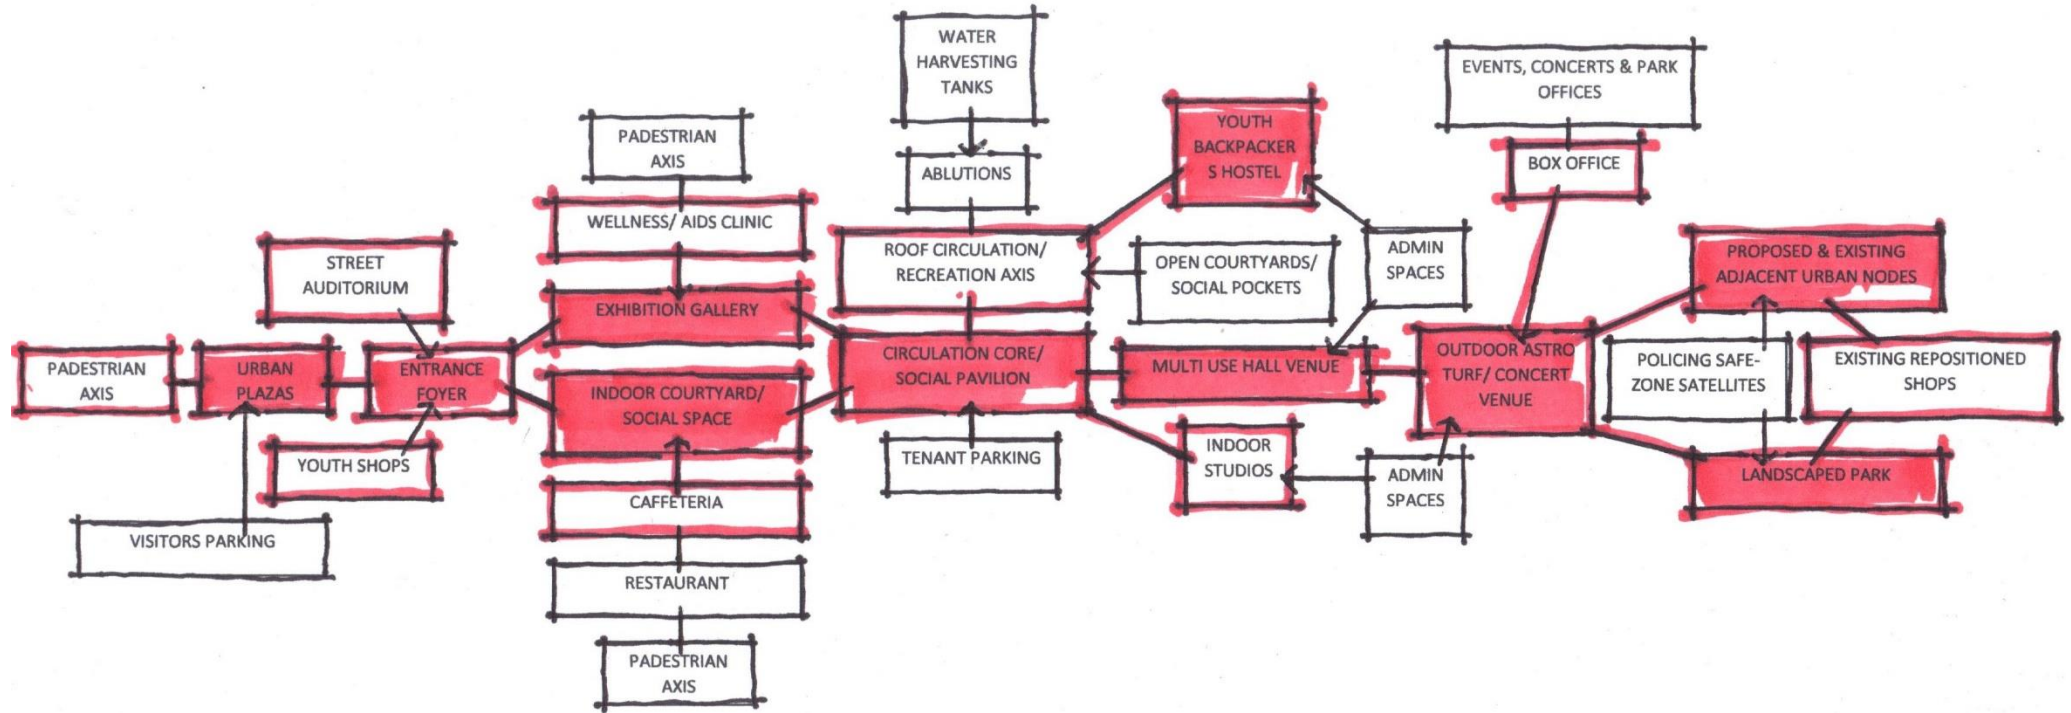 WATER
HARVESTING
TANKS
EVENTS, CONCERTS & PARK
OFFICES
PADESTRIAN
AXIS
YOUTH
BACKPACKER
S HOSTEL
ABLUTIONS
BOX OFFICE
WELLNESS/ AIDS CLINIC
STREET
AUDITORIUM
ROOF CIRCULATION/
RECREATION AXIS
OPEN COURTYARDS/
SOCIAL POCKETS
ADMIN
SPACES
PROPOSED & EXISTING
ADJACENT URBAN NODES
EXHIBITION GALLERY
PADESTRIAN
AXIS
URBAN
PLAZAS
ENTRANCE
FOYER
INDOOR COURTYARD/
SOCIAL SPACE
CIRCULATION CORE/
SOCIAL PAVILION
MULTI USE HALL VENUE
OUTDOOR ASTRO
TURF/ CONCERT
VENUE
POLICING SAFE-
ZONE SATELLITES
EXISTING REPOSITIONED
SHOPS
YOUTH SHOPS
TENANT PARKING
INDOOR
STUDIOS
ADMIN
SPACES
LANDSCAPED PARK
CAFFETERIA
VISITORS PARKING
RESTAURANT
PADESTRIAN
AXIS